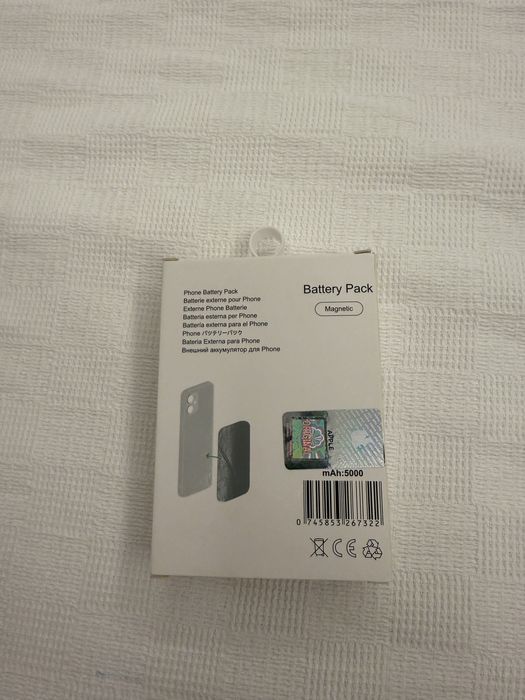 Phone Battery Pack
Batterie externe pour Phone
Externe Phone Batterie
Batteria esterna per Phone
Batería externa para el Phone
Phone バッテリーパック
Bateria Externa para Phone
Внешний аккумулятор для Phone
Battery Pack
Magnetic
ORIGINAL
APPLE
mAh:5000
0 745853 267322
CE